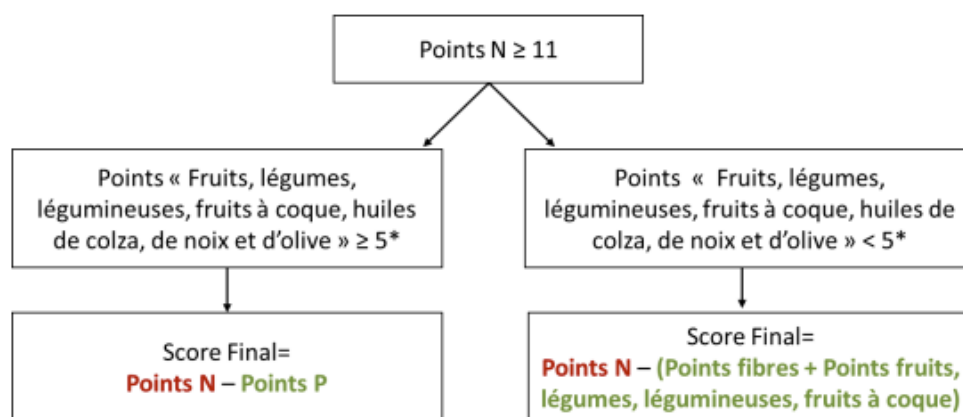 Points N ≥ 11
Points « Fruits, légumes,
légumineuses, fruits à coque, huiles
de colza, de noix et d'olive » ≥ 5*
Points « Fruits, légumes,
légumineuses, fruits à coque, huiles de
colza, de noix et d'olive » < 5*
Score Final=
Points N – Points P
Score Final=
Points N – (Points fibres + Points fruits,
légumes, légumineuses, fruits à coque)